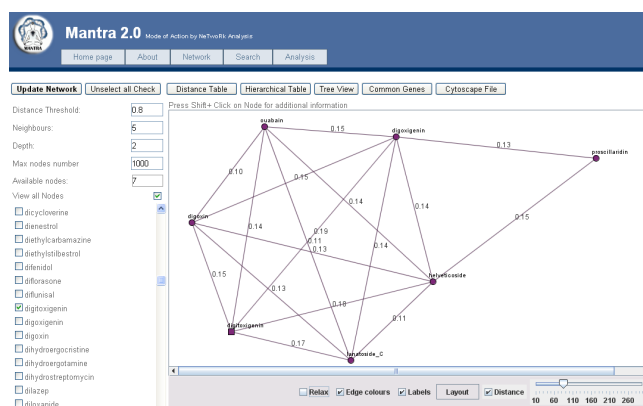 Mantra 2.0 Mode of Action by NeTwoRk Analysis
MANTRA
Home page About Network Search Analysis
Update Network Unselect all Check Distance Table Hierarchical Table Tree View Common Genes Cytoscape File
Distance Threshold: 0.8
Neighbours: 5
Depth: 2
Max nodes number 1000
Available nodes: 7
View all Nodes
dicycloverine
dienestrol
diethylcarbamazine
diethylstilbestrol
difenidol
diflorasone
diflunisal
digitoxigenin
digoxigenin
digoxin
dihydroergocristine
dihydroergotamine
dihydrostreptomycin
dilazep
diloxanide
Press Shift+ Click on Node for additional information
ouabain
0.15
digoxigenin
0.13
proscillaridin
0.10
0.15
0.14
0.14
0.15
digoxin
0.14
0.19
0.11
0.13
0.14
0.15
0.13
helveticoside
0.18
0.11
digitoxigenin
0.17
lanatoside_C
Relax Edge colours Labels Layout Distance
10 60 110 160 210 260